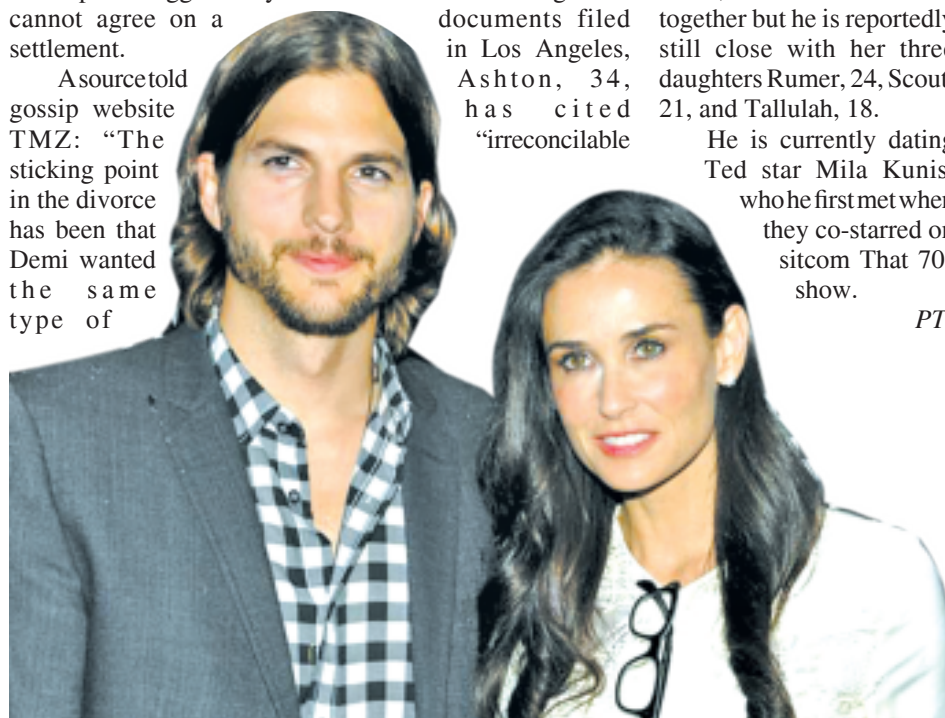 cannot agree on a
settlement.
A source told
gossip website
TMZ: “The
sticking point
in the divorce
has been that
Demi wanted
the same
type of
documents filed
in Los Angeles,
Ashton, 34,
has cited
“irreconcilable
together but he is reportedly
still close with her three
daughters Rumer, 24, Scout
21, and Tallulah, 18.
He is currently dating
Ted star Mila Kunis
who he first met when
they co-starred on
sitcom That 70
show.
PT